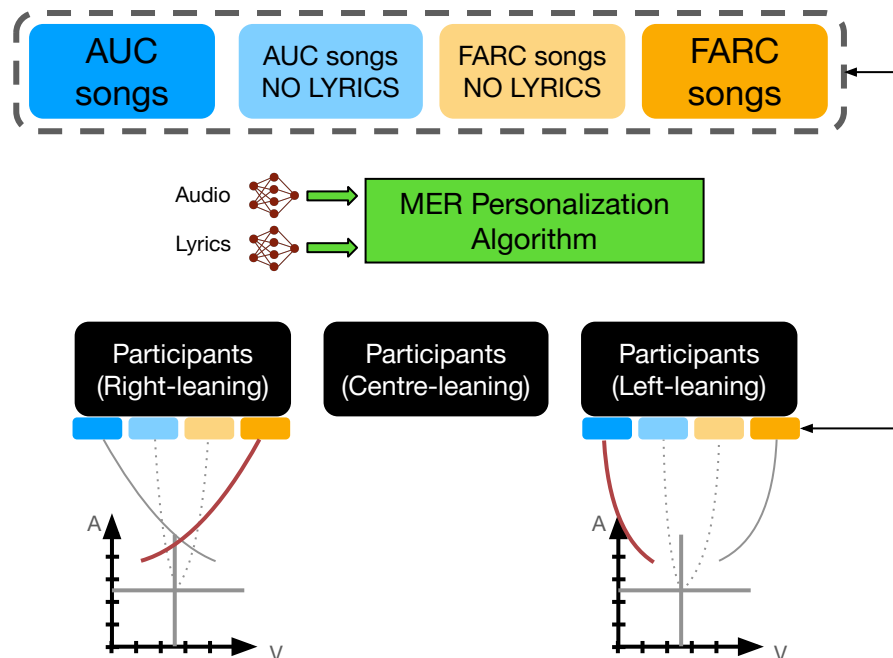 AUC
songs
AUC songs
NO LYRICS
FARC songs
NO LYRICS
FARC
songs
Audio
Lyrics
MER Personalization
Algorithm
Participants
(Right-leaning)
Participants
(Centre-leaning)
Participants
(Left-leaning)
A
V
A
V